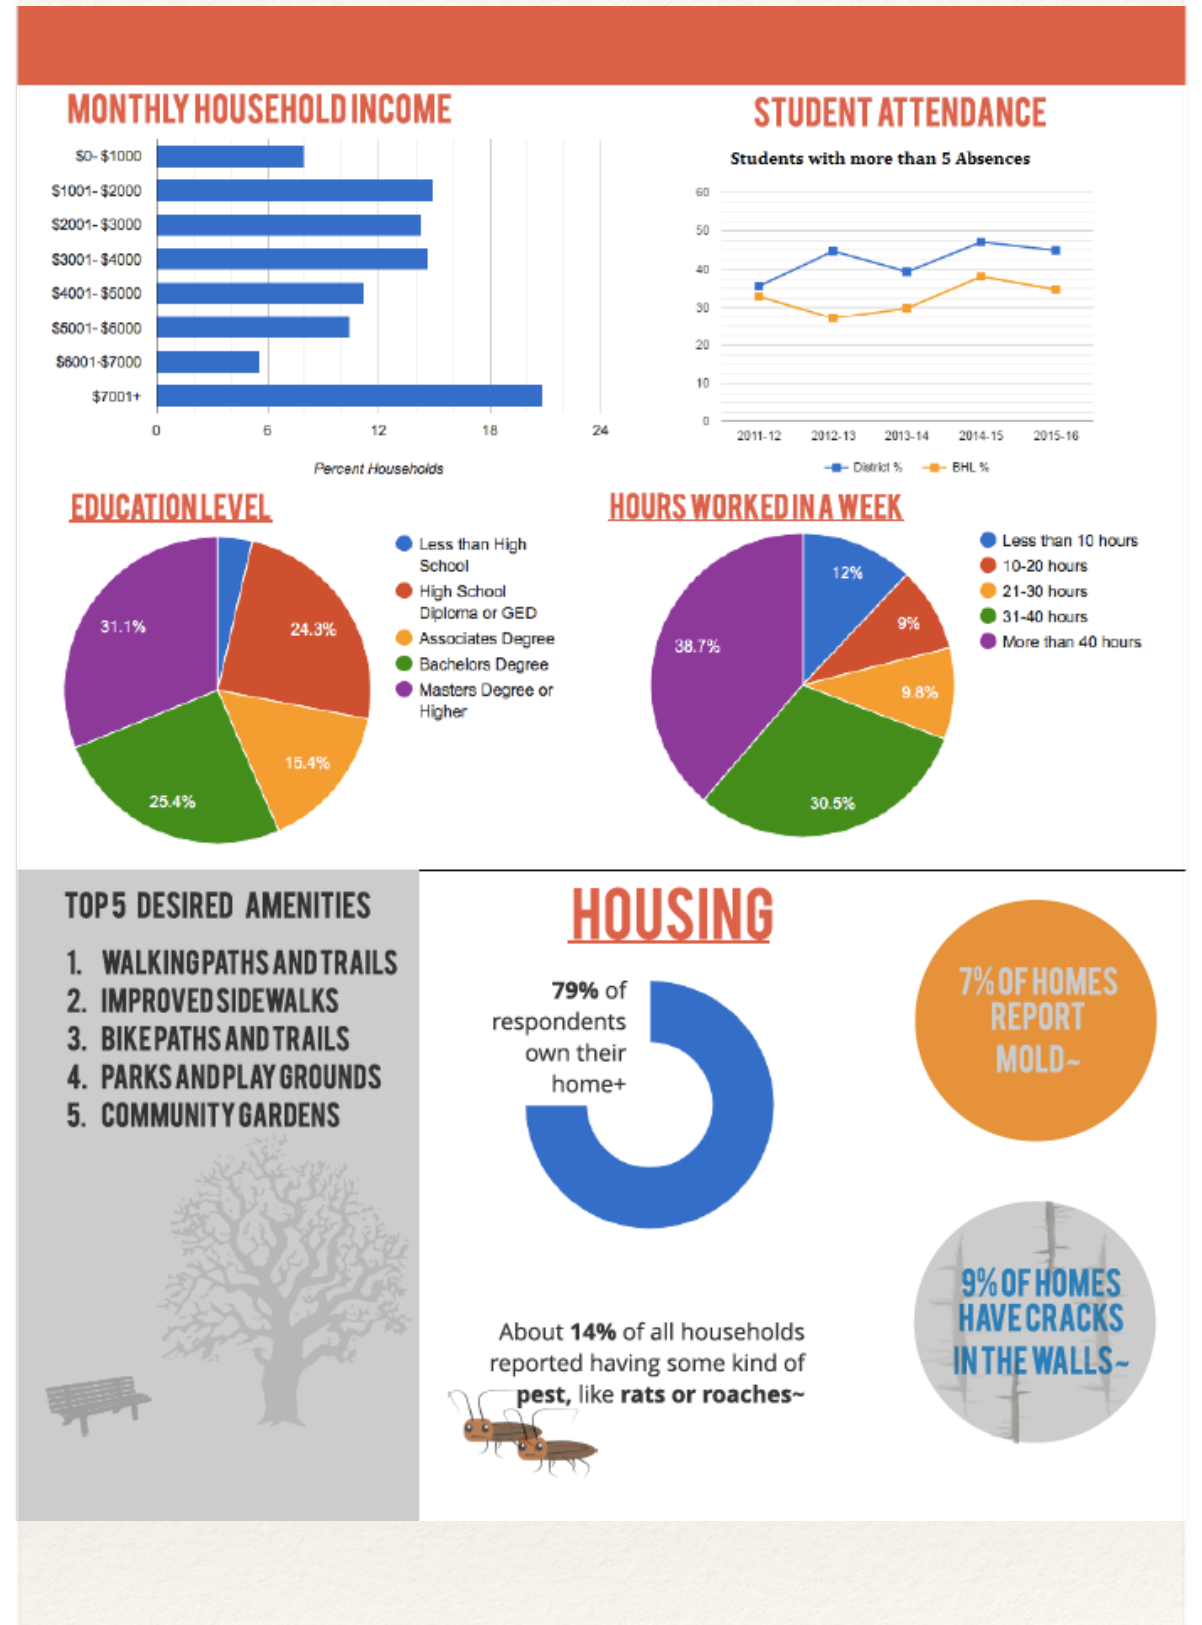 MONTHLY HOUSEHOLD INCOME
$0- $1000
$1001- $2000
$2001- $3000
$3001- $4000
$4001- $5000
$5001- $6000
$6001-$7000
$7001+
0 6 12 18 24
Percent Households
STUDENT ATTENDANCE
Students with more than 5 Absences
60
50
40
30
20
10
0
2011-12 2012-13 2013-14 2014-15 2015-16
District % BHL %
EDUCATION LEVEL
31.1%
24.3%
15.4%
25.4%
Less than High
School
High School
Diploma or GED
Associates Degree
Bachelors Degree
Masters Degree or
Higher
HOURS WORKED IN A WEEK
12%
9%
38.7%
9.8%
30.5%
Less than 10 hours
10-20 hours
21-30 hours
31-40 hours
More than 40 hours
TOP 5 DESIRED AMENITIES
1. WALKING PATHS AND TRAILS
2. IMPROVED SIDEWALKS
3. BIKE PATHS AND TRAILS
4. PARKS AND PLAY GROUNDS
5. COMMUNITY GARDENS
HOUSING
79% of
respondents
own their
home+
7% OF HOMES
REPORT
MOLD~
9% OF HOMES
HAVE CRACKS
IN THE WALLS~
About 14% of all households
reported having some kind of
pest, like rats or roaches~